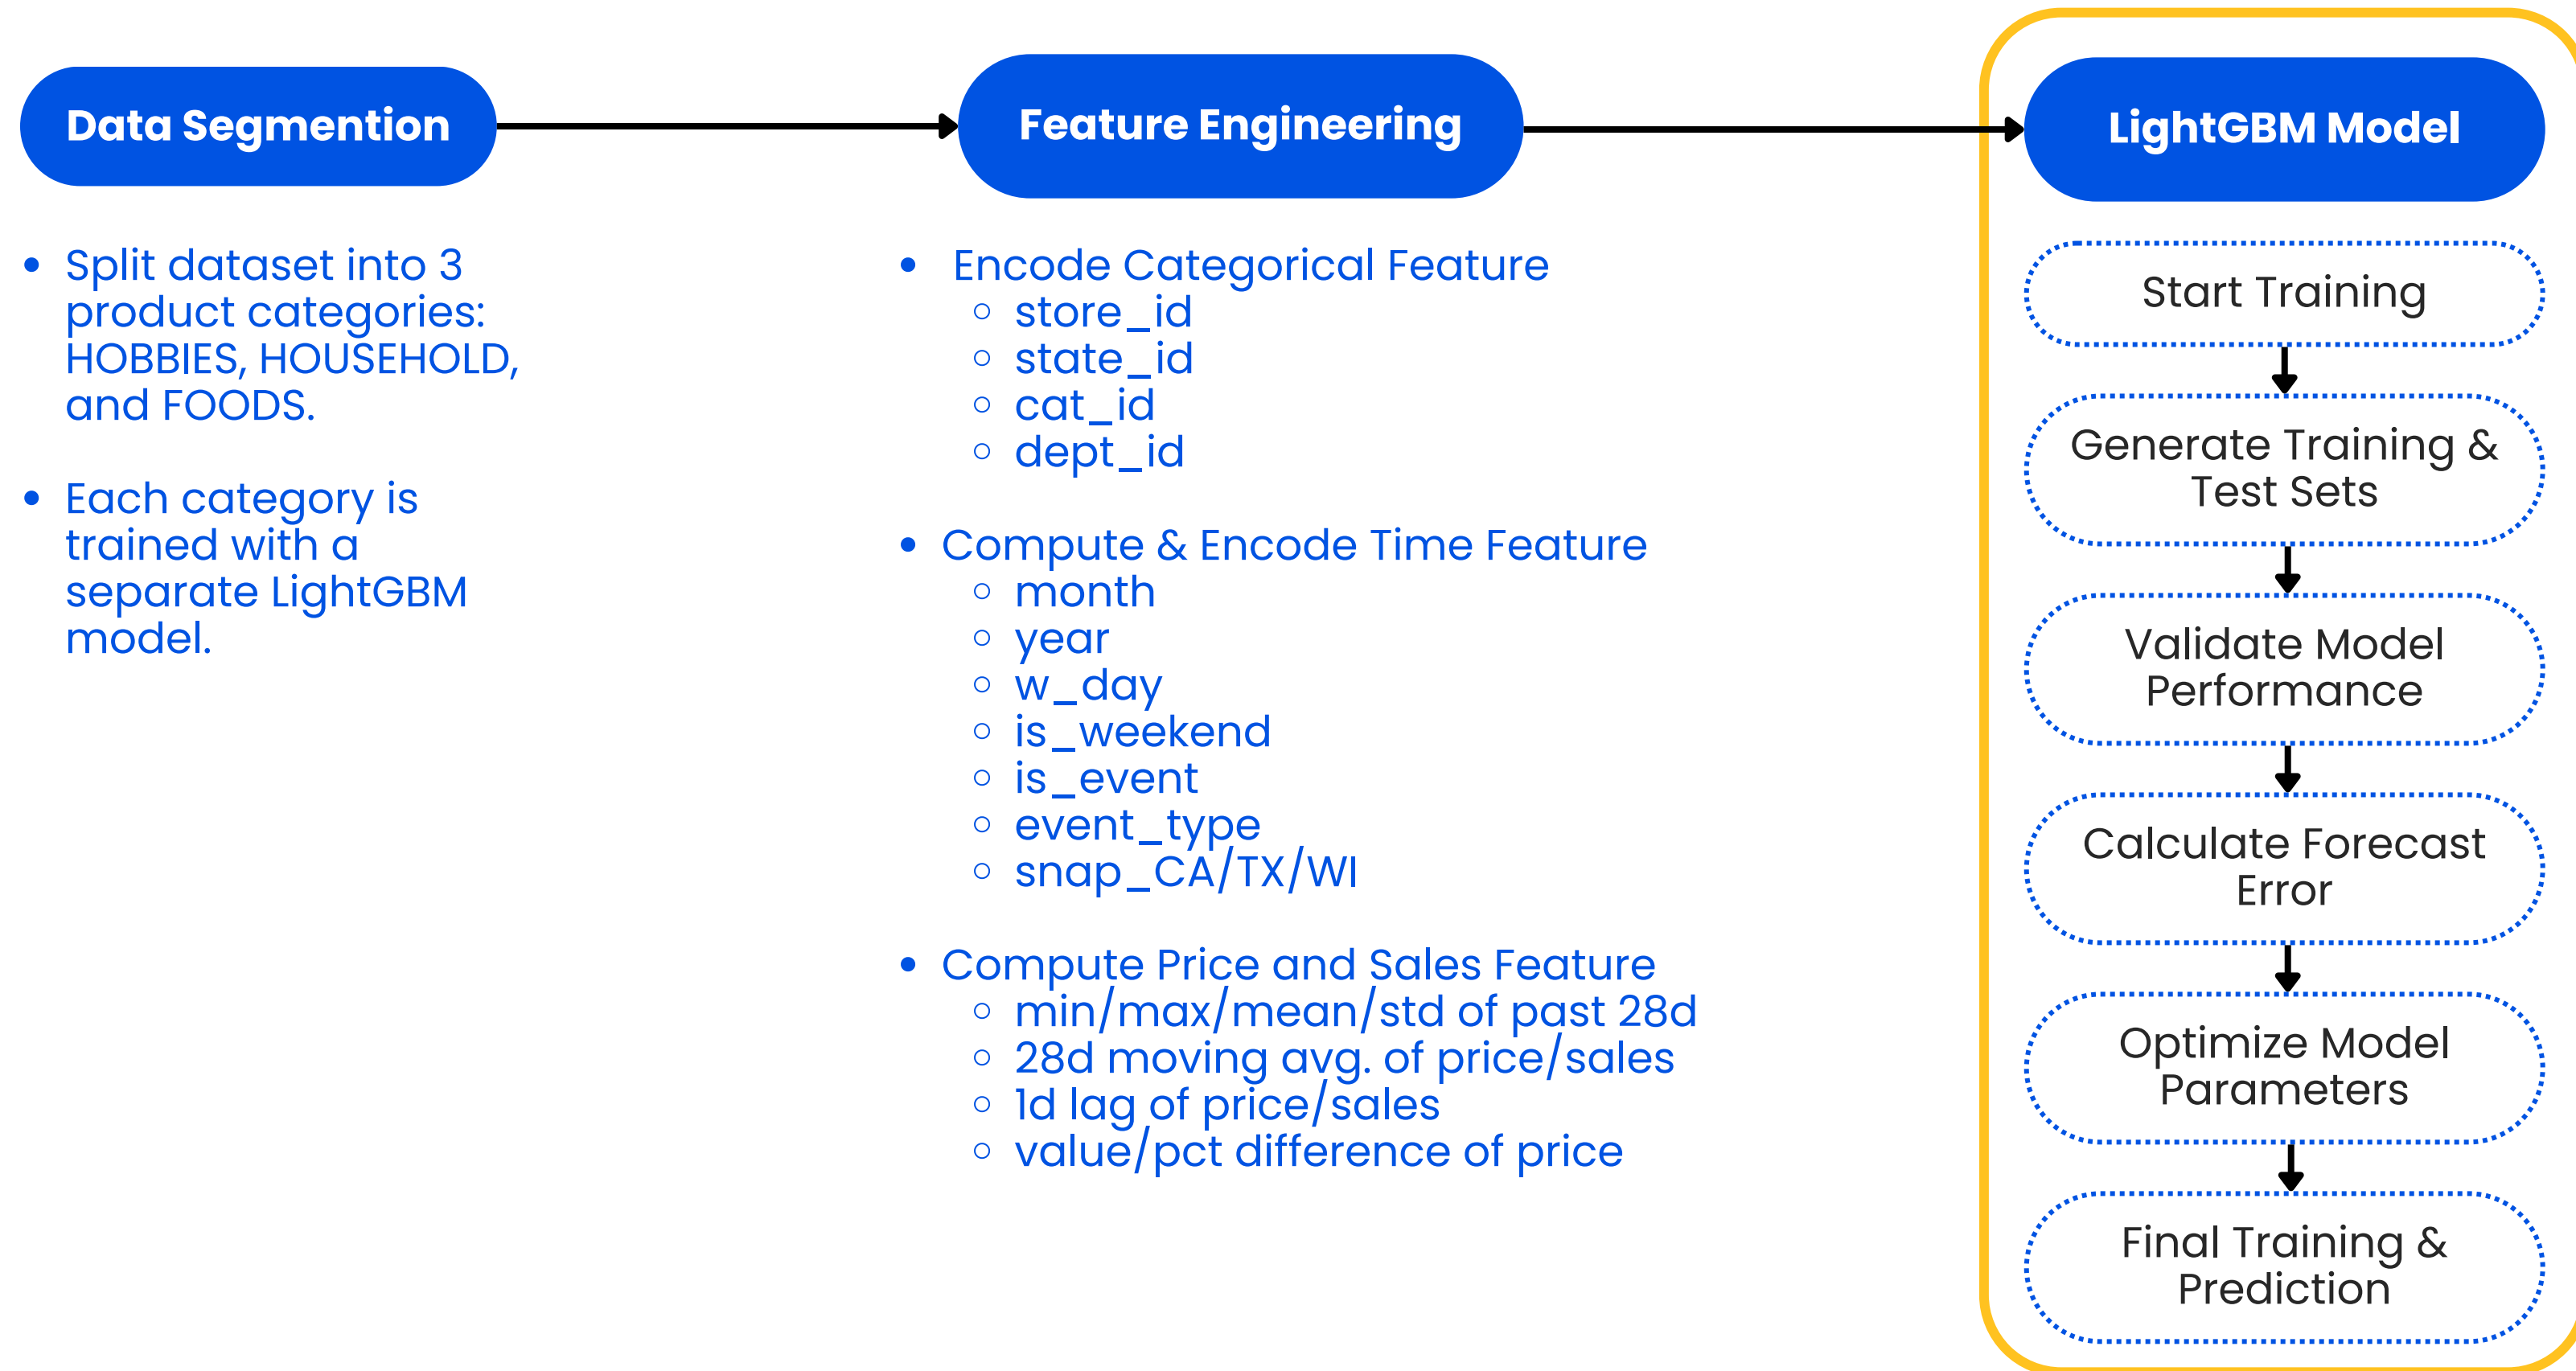 Data Segmention
Split dataset into 3
product categories:
HOBBIES, HOUSEHOLD,
and FOODS.
Each category is
trained with a
separate LightGBM
model.
Feature Engineering
Encode Categorical Feature
store_id
state_id
cat_id
dept_id
Compute & Encode Time Feature
month
year
w_day
is_weekend
is_event
event_type
snap_CA/TX/WI
Compute Price and Sales Feature
min/max/mean/std of past 28d
28d moving avg. of price/sales
1d lag of price/sales
value/pct difference of price
LightGBM Model
Start Training
Generate Training &
Test Sets
Validate Model
Performance
Calculate Forecast
Error
Optimize Model
Parameters
Final Training &
Prediction